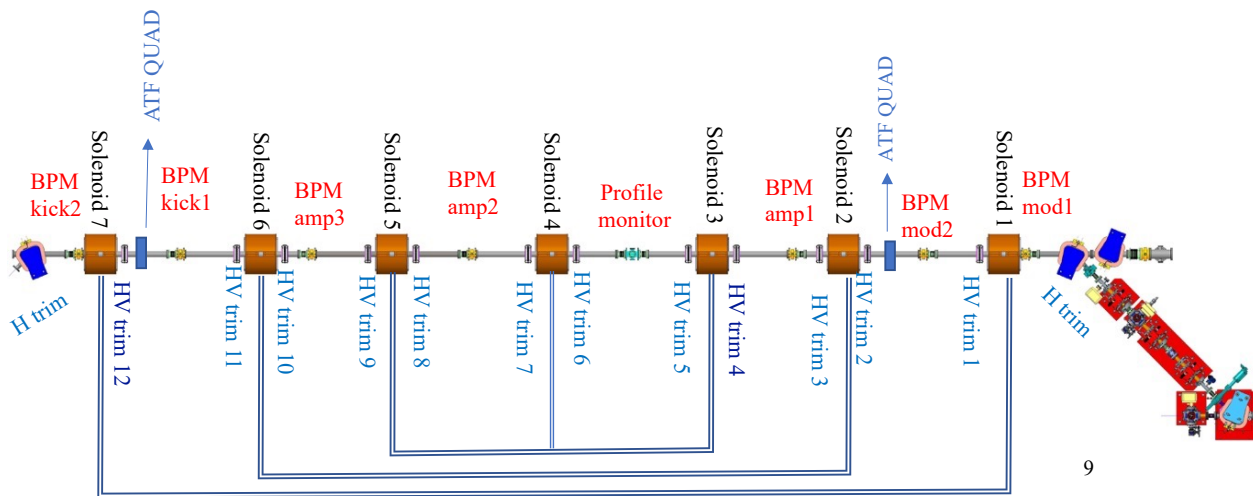 ATF QUAD
ATF QUAD
Solenoid 7
Solenoid 6
Solenoid 5
Solenoid 4
Solenoid 3
Solenoid 2
Solenoid 1
BPM
kick2
BPM
kick1
BPM
amp3
BPM
amp2
Profile
monitor
BPM
amp1
BPM
mod2
BPM
mod1
H trim
HV trim 12
HV trim 11
HV trim 10
HV trim 9
HV trim 8
HV trim 7
HV trim 6
HV trim 5
HV trim 4
HV trim 3
HV trim 2
HV trim 1
H trim
9